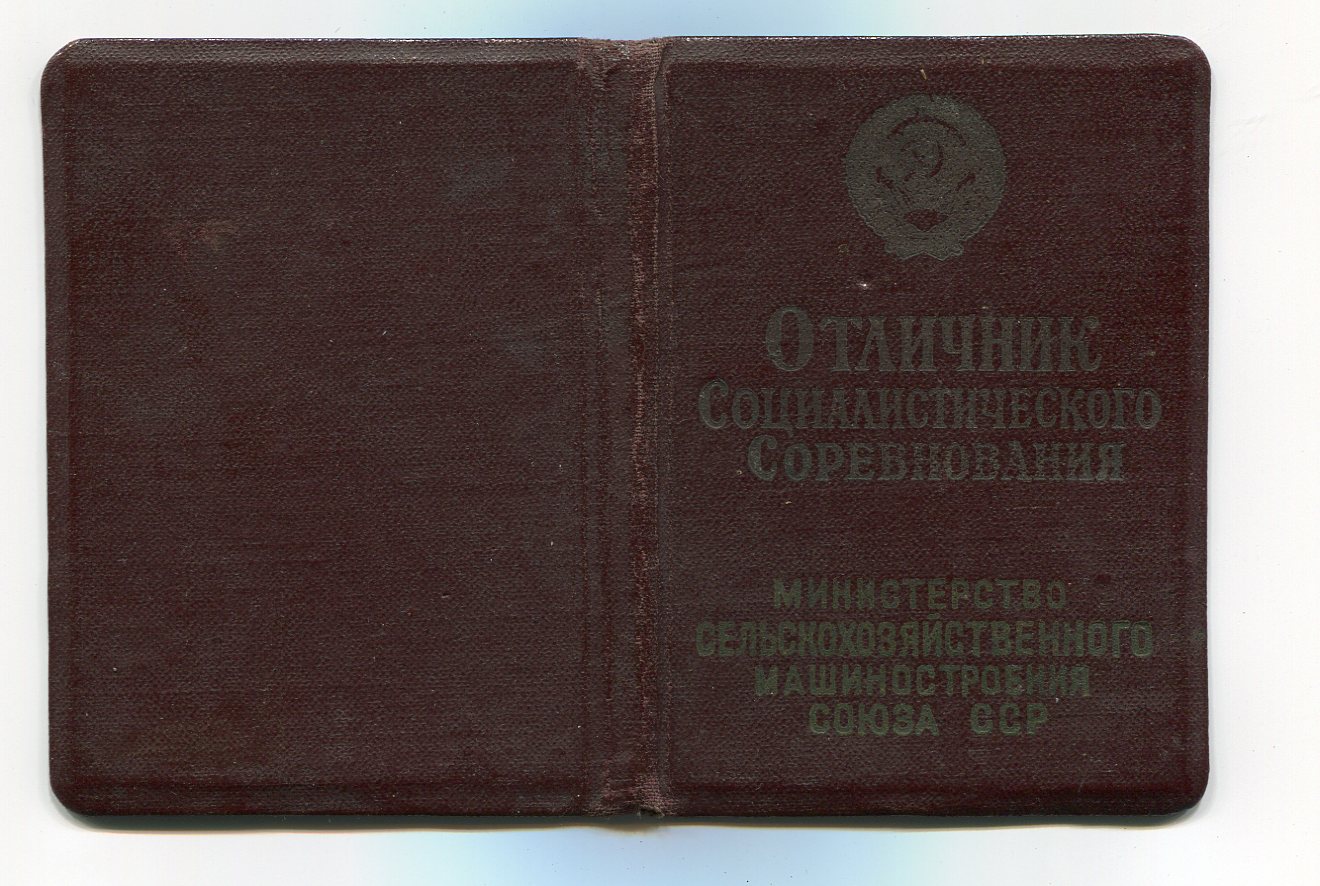 ОТЛИЧНИК
СОЦИАЛИСТИЧЕСКОГО
СОРЕВНОВАНИЯ
МИНИСТЕРСТВО
СЕЛЬСКОХОЗЯЙСТВЕННОГО
МАШИНОСТРОЕНИЯ
СОЮЗА ССР